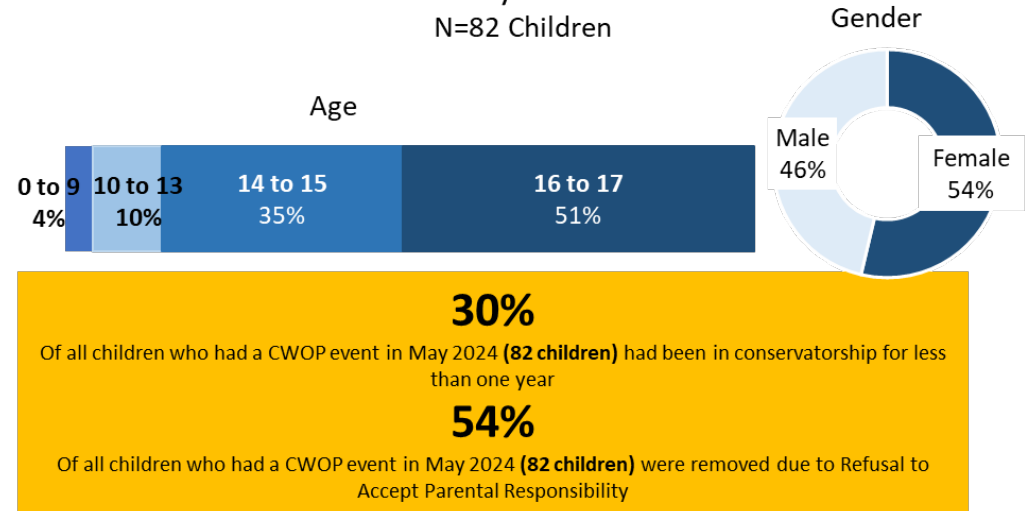 N=82 Children
Gender
Age
Male
46%
Female
54%
0 to 9
4%
10 to 13
10%
14 to 15
35%
16 to 17
51%
30%
Of all children who had a CWOP event in May 2024 (82 children) had been in conservatorship for less
than one year
54%
Of all children who had a CWOP event in May 2024 (82 children) were removed due to Refusal to
Accept Parental Responsibility